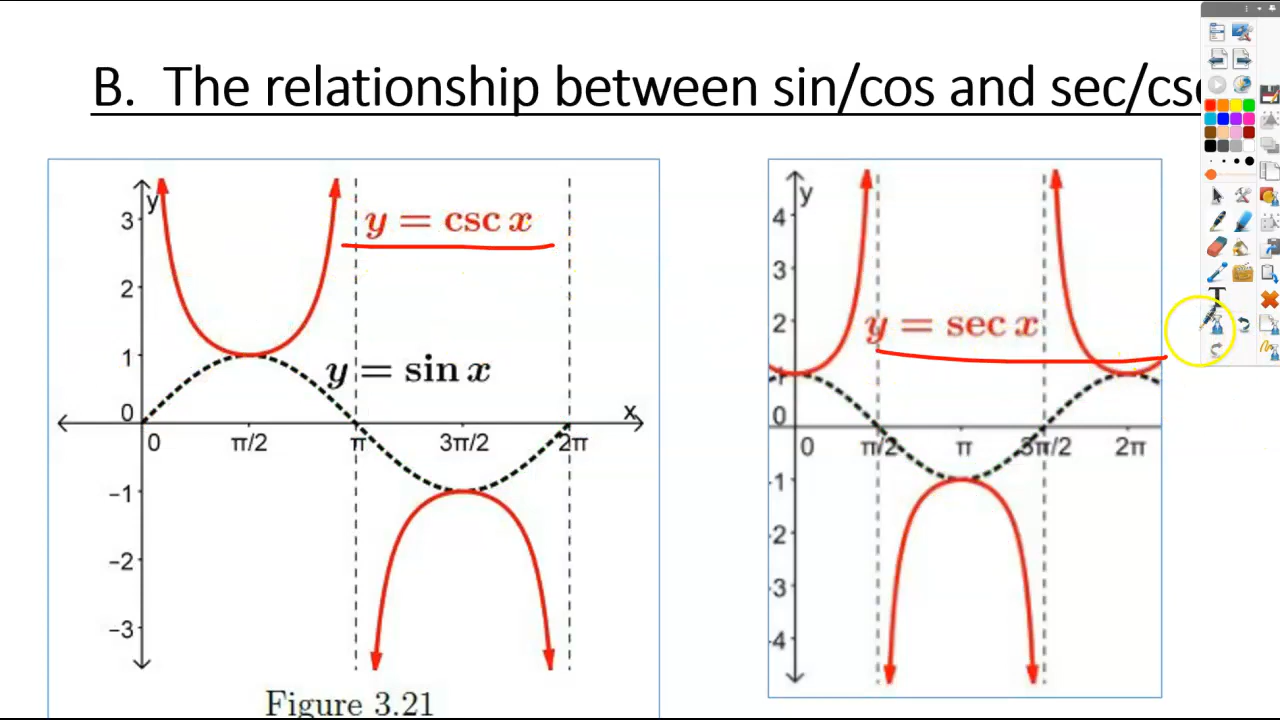 B. The relationship between sin/cos and sec/csc
y
3
y = csc x
2
1
y = sin x
0
x
0 π/2 π 3π/2 2π
−1
−2
−3
Figure 3.21
y
4
3
2
y = sec x
1
0
0 π/2 π 3π/2 2π
-1
-2
-3
-4
T